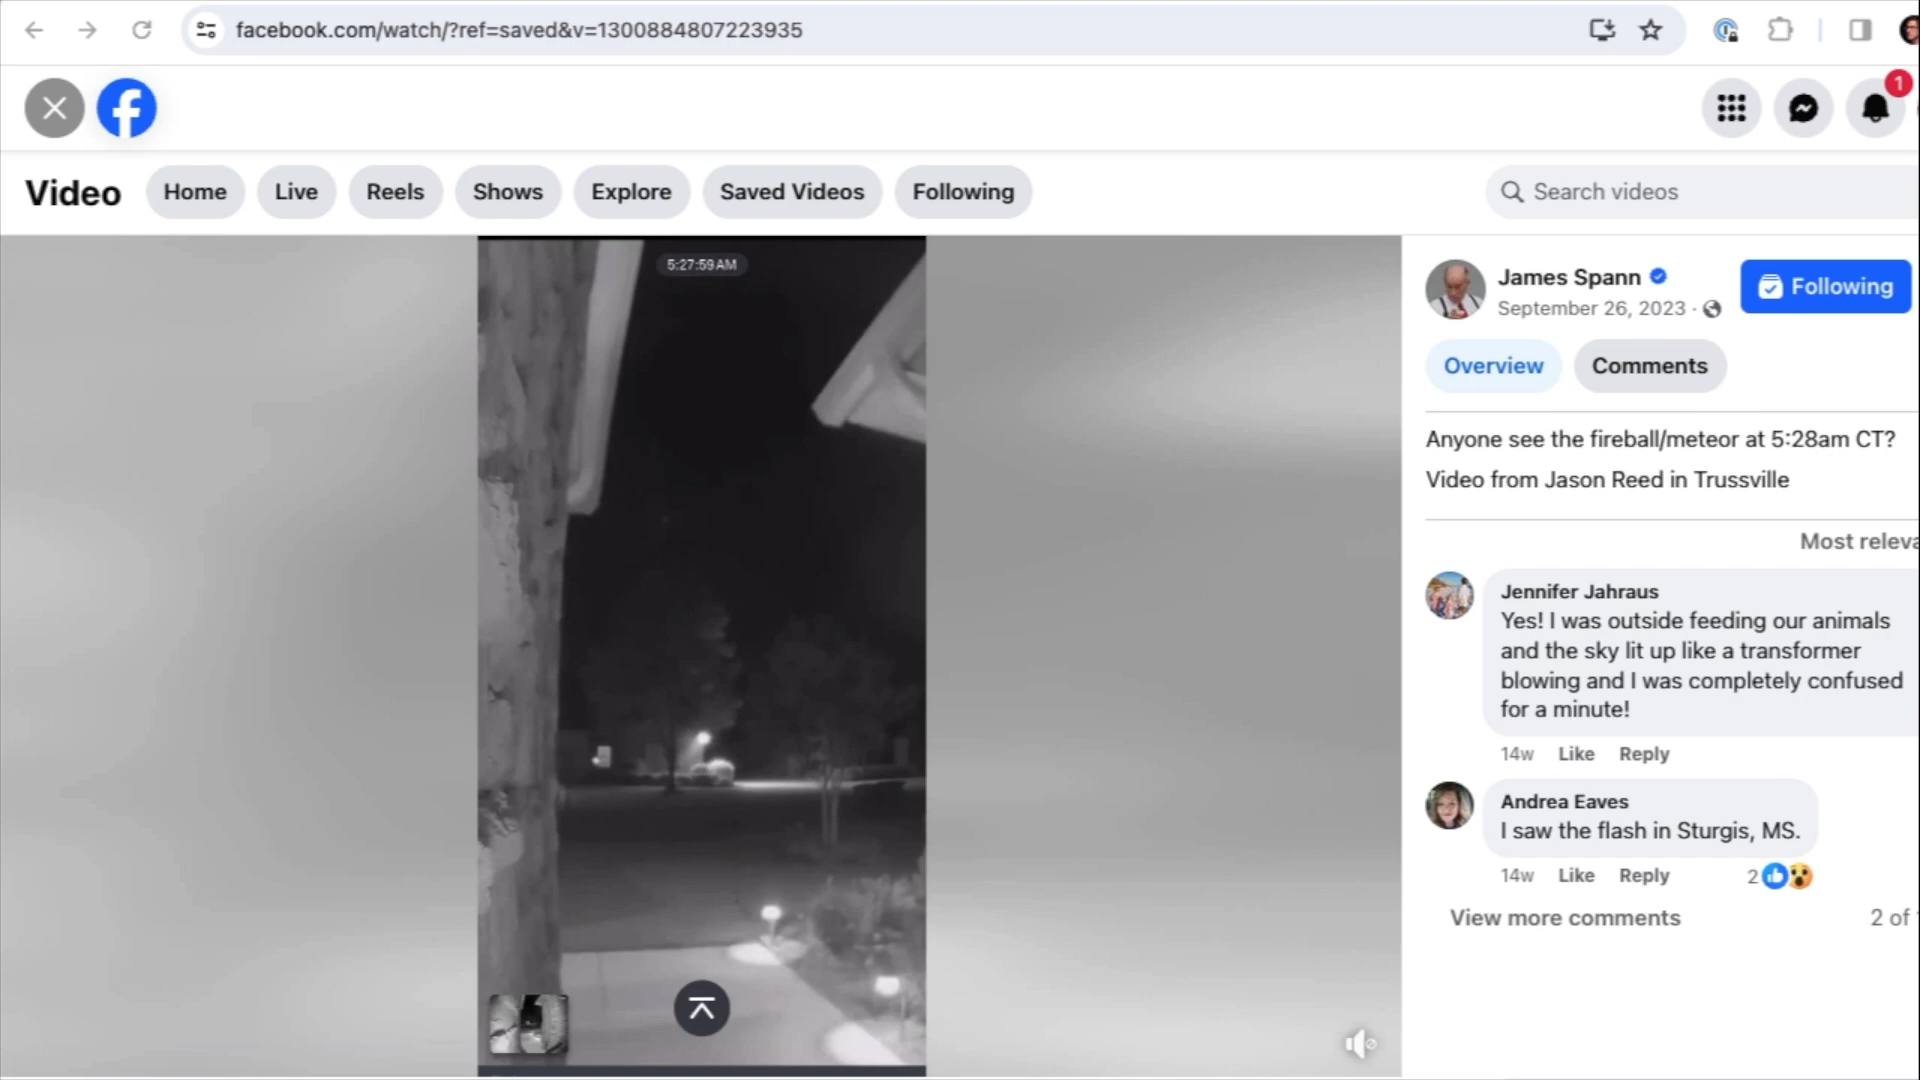 facebook.com/watch/?ref=saved&v=1300884807223935
1
Video
Home
Live
Reels
Shows
Explore
Saved Videos
Following
Search videos
5:27:59 AM
James Spann
September 26, 2023 ·
Following
Overview
Comments
Anyone see the fireball/meteor at 5:28am CT?
Video from Jason Reed in Trussville
Most
Jennifer Jahraus
Yes! I was outside feeding our animals
and the sky lit up like a transformer
blowing and I was completely confused
for a minute!
14w Like Reply
Andrea Eaves
I saw the flash in Sturgis, MS.
14w Like Reply 2
View more comments
2 of